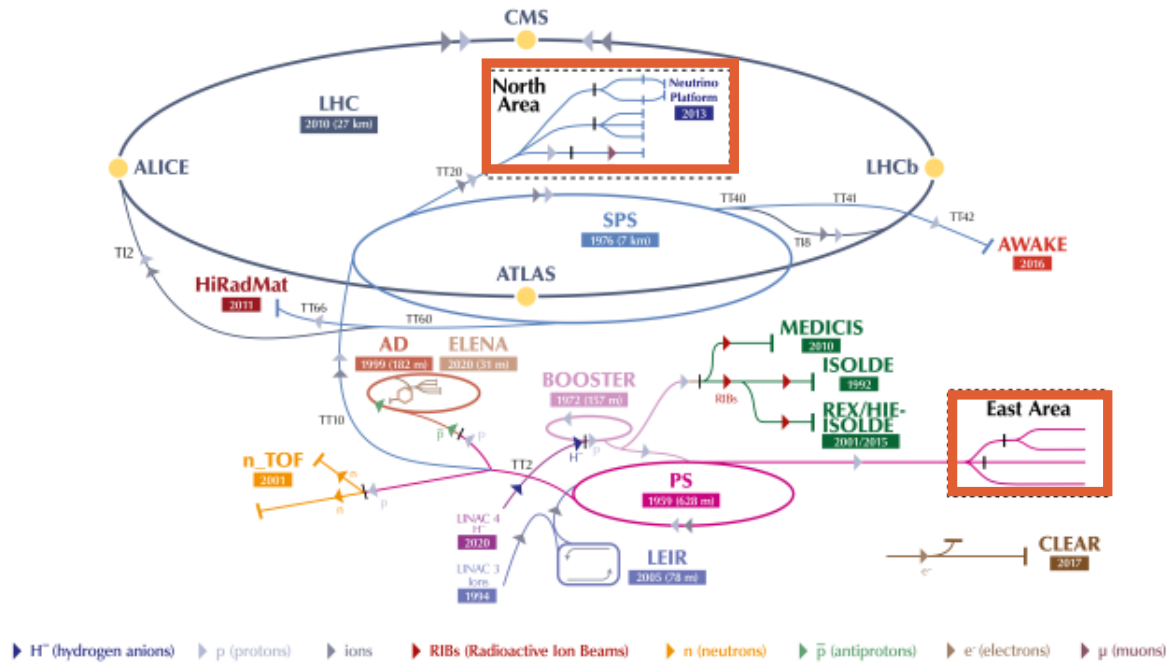 CMS
North
Area
Neutrino
Platform
2013
LHC
2010 (27 km)
ALICE
LHCb
TT20
TT40
TT41
TT42
SPS
1976 (7 km)
TI8
AWAKE
2016
TI2
ATLAS
HiRadMat
2011
TT66
TT60
MEDICIS
2010
AD
1999 (182 m)
ELENA
2020 (31 m)
ISOLDE
1992
BOOSTER
1972 (157 m)
RIBs
REX/HIE-
ISOLDE
2001/2015
East Area
TT10
p̅
p
H⁻
p
TT2
n_TOF
2001
n
n
p
PS
1959 (628 m)
LINAC 4
H⁻
2020
LINAC 3
Ions
1994
LEIR
2005 (78 m)
CLEAR
2017
e⁻
H⁻ (hydrogen anions)
p (protons)
ions
RIBs (Radioactive Ion Beams)
n (neutrons)
p̅ (antiprotons)
e⁻ (electrons)
μ (muons)